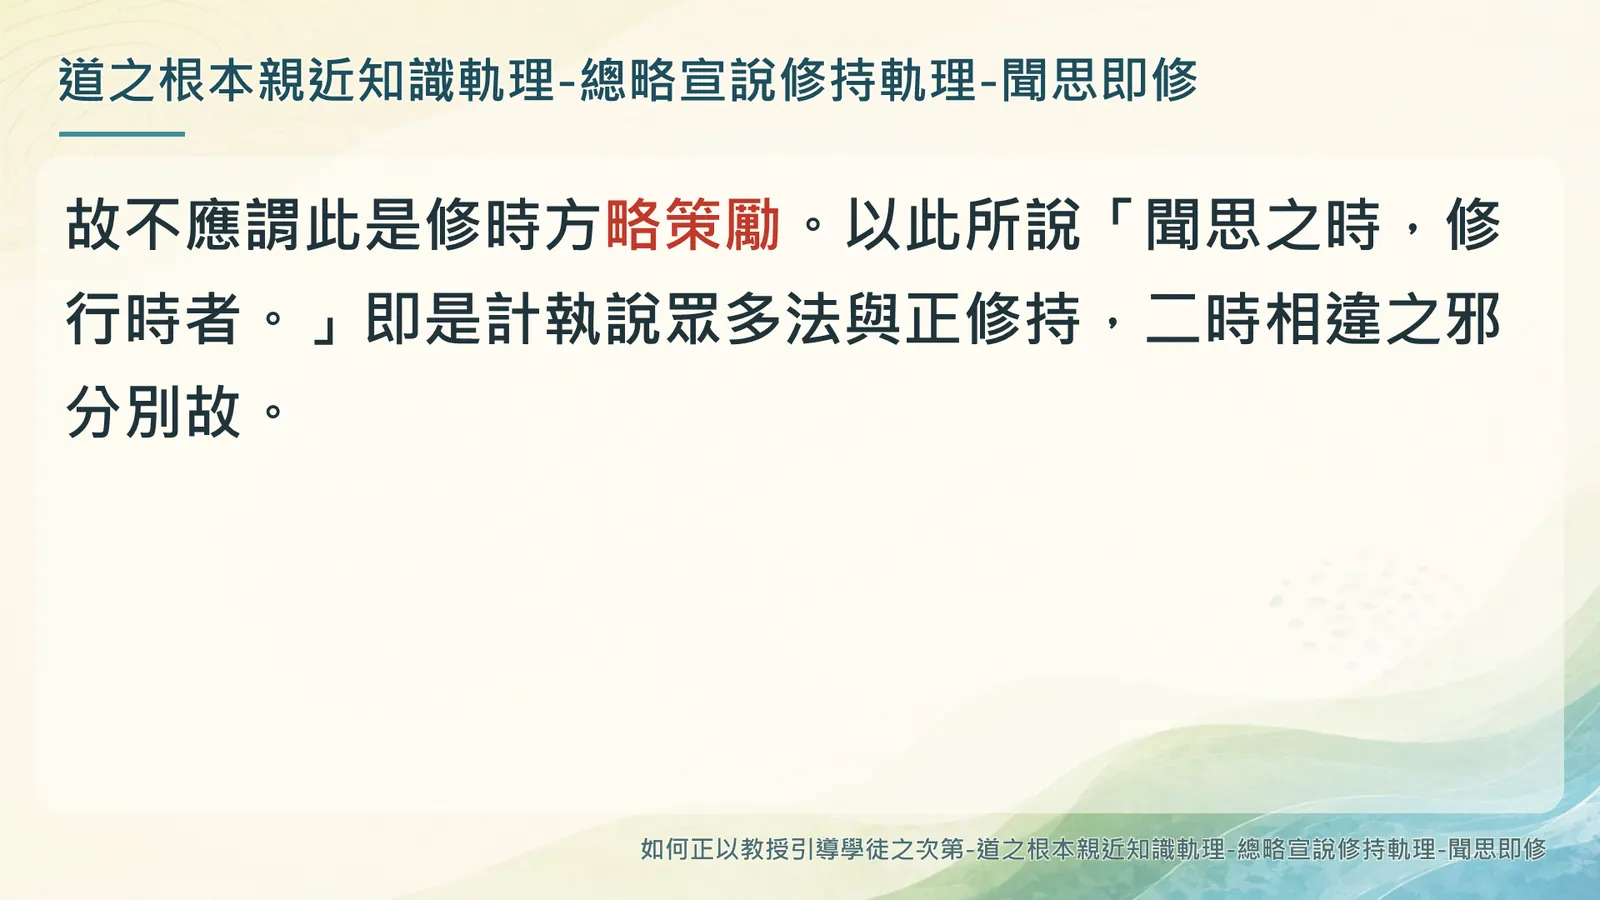 道之根本親近知識軌理-總略宣說修持軌理-聞思即修
故不應謂此是修時方略策勵。以此所說「聞思之時，修
行時者。」即是計執說眾多法與正修持，二時相違之邪
分別故。
如何正以教授引導學徒之次第-道之根本親近知識軌理-總略宣說修持軌理-聞思即修